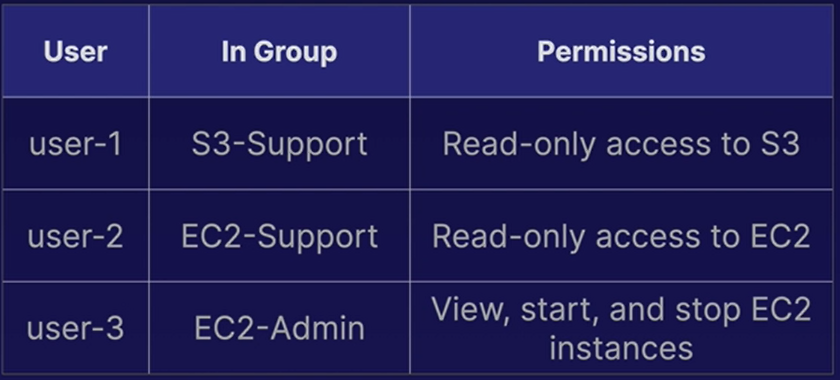 User In Group Permissions
user-1 S3-Support Read-only access to S3
user-2 EC2-Support Read-only access to EC2
user-3 EC2-Admin View, start, and stop EC2
instances